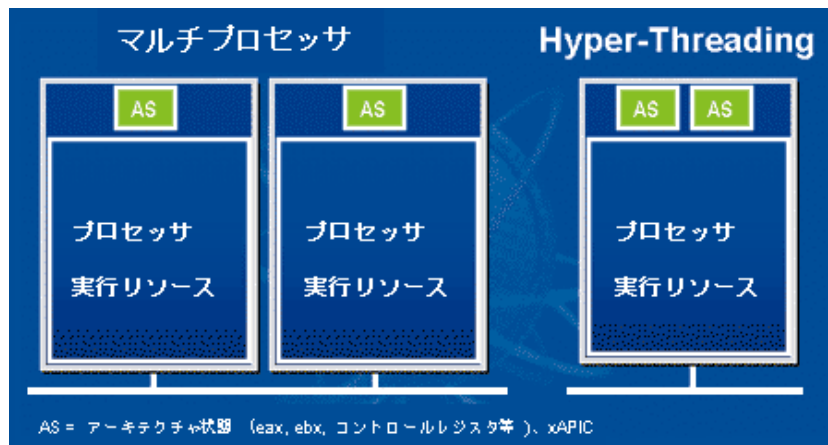 マルチプロセッサ
Hyper-Threading
AS
AS
AS
AS
プロセッサ
実行リソース
プロセッサ
実行リソース
プロセッサ
実行リソース
AS = アーキテクチャ状態 (eax, ebx, コントロールレジスタ等 )、xAPIC